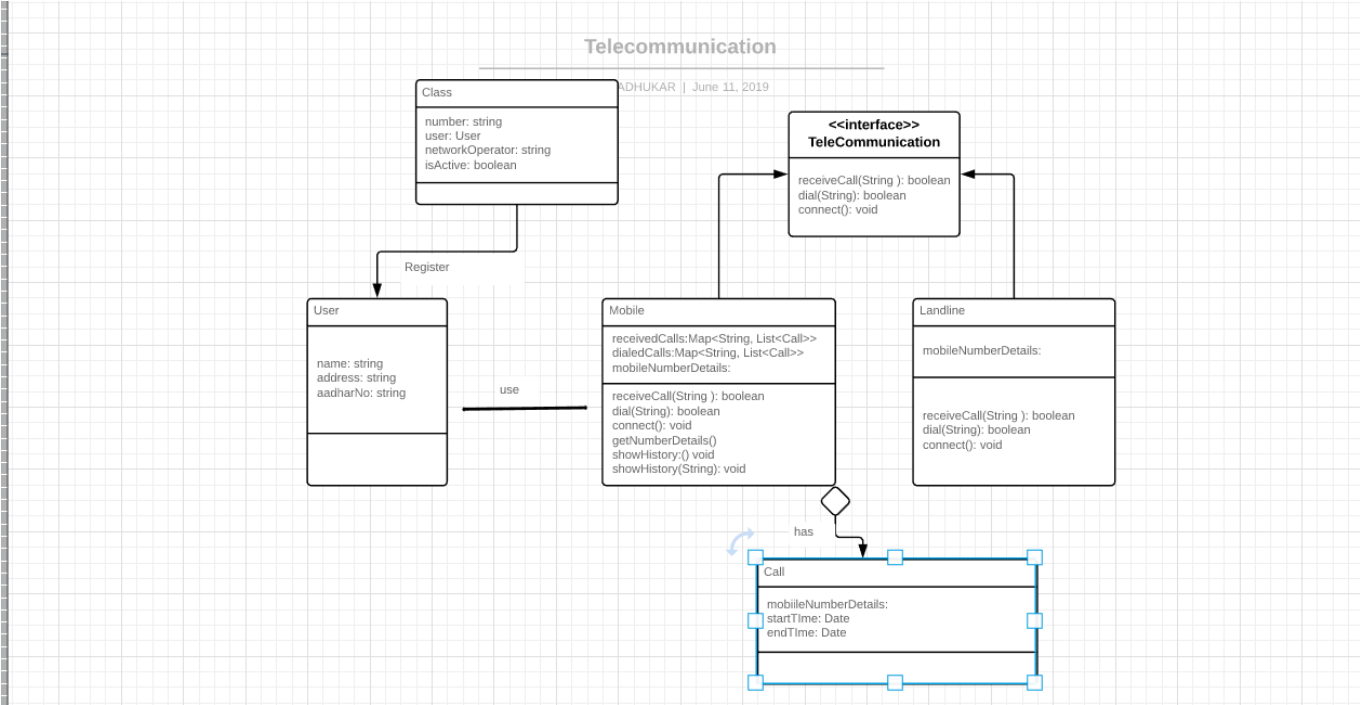 Telecommunication
ADHUKAR | June 11, 2019
Class
number: string
user: User
networkOperator: string
isActive: boolean
<<interface>>
TeleCommunication
receiveCall(String ): boolean
dial(String): boolean
connect(): void
Register
User
name: string
address: string
aadharNo: string
use
Mobile
receivedCalls:Map<String, List<Call>>
dialedCalls:Map<String, List<Call>>
mobileNumberDetails:
receiveCall(String ): boolean
dial(String): boolean
connect(): void
getNumberDetails()
showHistory:() void
showHistory(String): void
Landline
mobileNumberDetails:
receiveCall(String ): boolean
dial(String): boolean
connect(): void
has
Call
mobiileNumberDetails:
startTIme: Date
endTIme: Date